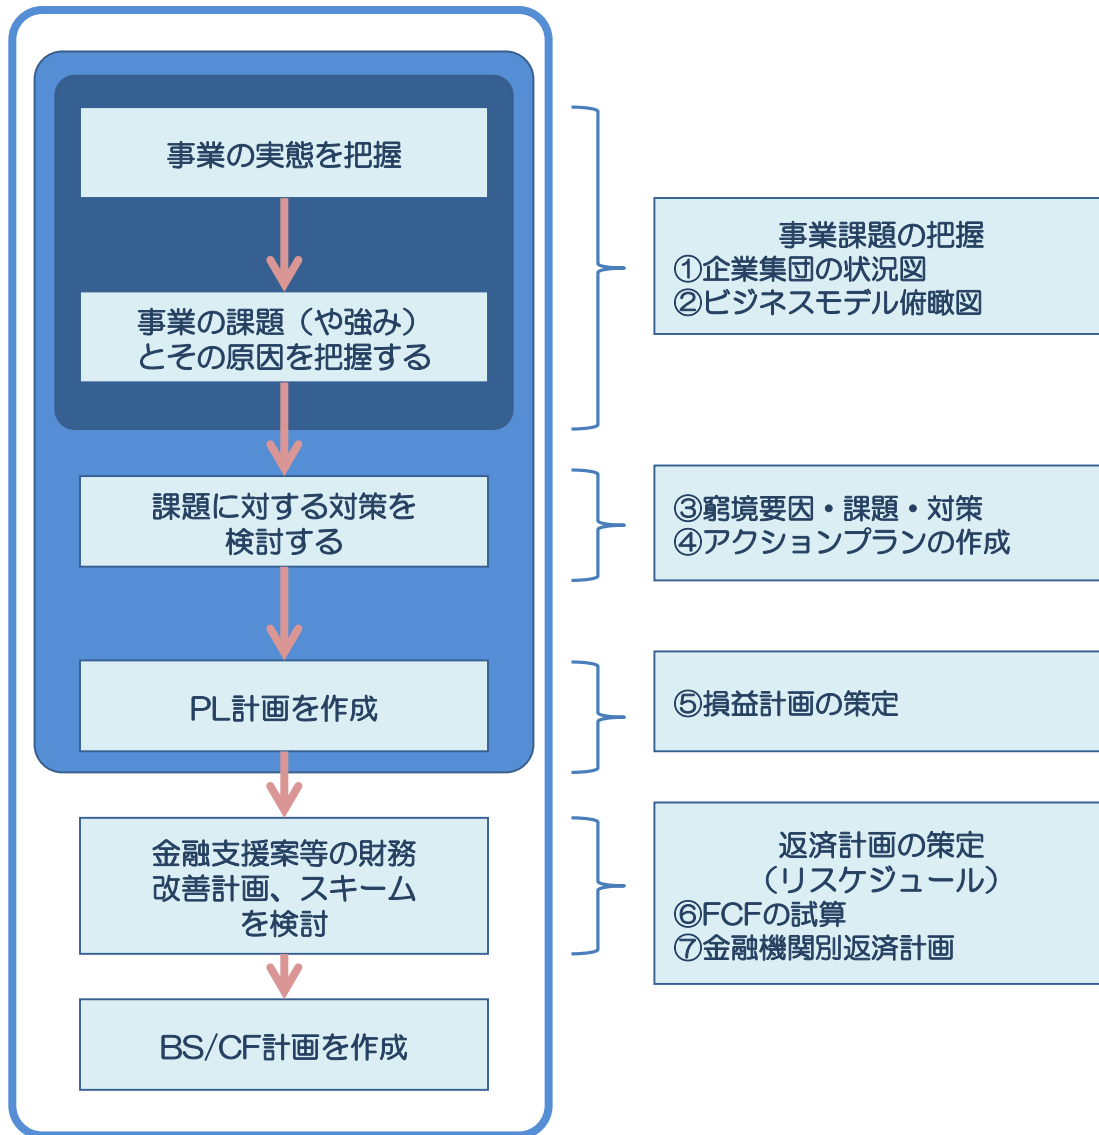 事業の実態を把握
事業の課題（や強み）
とその原因を把握する
課題に対する対策を
検討する
PL計画を作成
金融支援案等の財務
改善計画、スキーム
を検討
BS/CF計画を作成
事業課題の把握
①企業集団の状況図
②ビジネスモデル俯瞰図
③窮境要因・課題・対策
④アクションプランの作成
⑤損益計画の策定
返済計画の策定
（リスケジュール）
⑥FCFの試算
⑦金融機関別返済計画